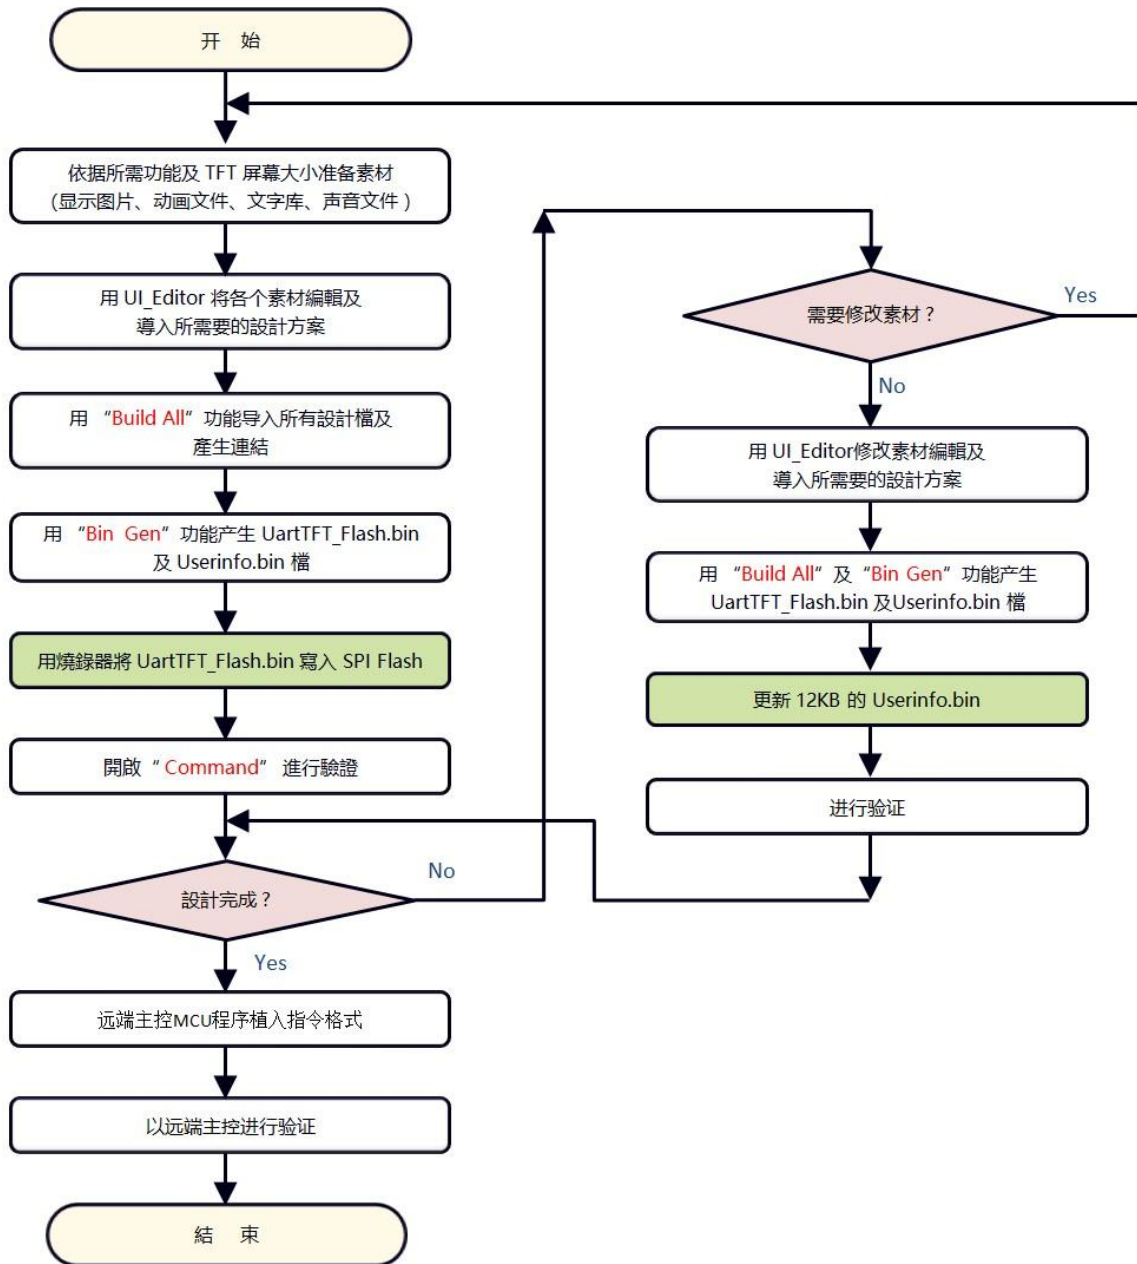 开 始
依据所需功能及 TFT 屏幕大小准备素材
(显示图片、动画文件、文字库、声音文件 )
用 UI_Editor 将各个素材編輯及
導入所需要的設計方案
用 “Build All” 功能导入所有設計檔及
產生連結
用 “Bin Gen” 功能产生 UartTFT_Flash.bin
及 Userinfo.bin 檔
用燒錄器將 UartTFT_Flash.bin 寫入 SPI Flash
開啟 “ Command” 進行驗證
設計完成 ?
No
Yes
远端主控MCU程序植入指令格式
以远端主控进行验证
結 束
需要修改素材 ?
Yes
No
用 UI_Editor修改素材編輯及
導入所需要的設計方案
用 “Build All” 及 “Bin Gen” 功能产生
UartTFT_Flash.bin 及Userinfo.bin 檔
更新 12KB 的 Userinfo.bin
进行验证